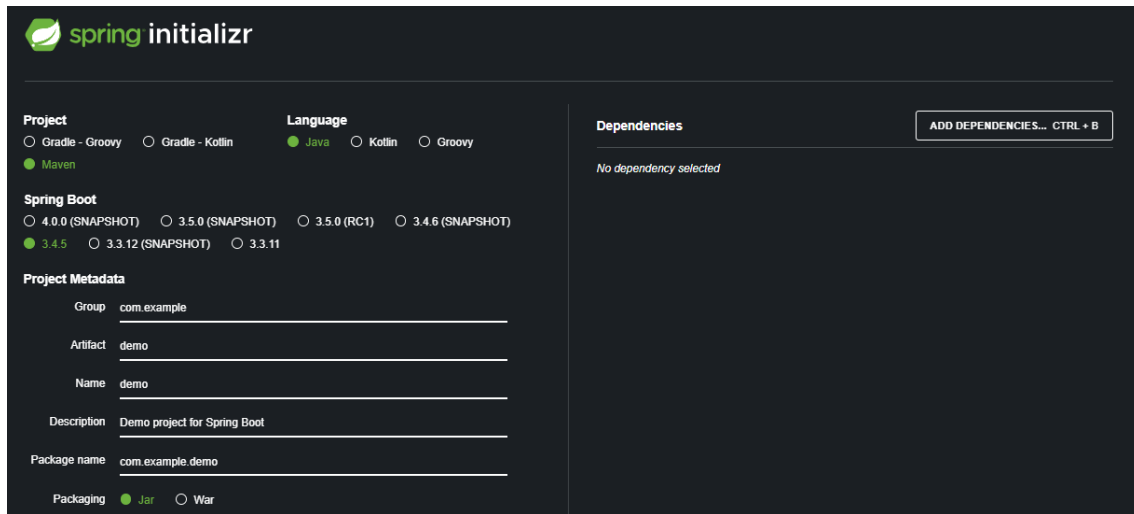 spring initializr
Project
Gradle - Groovy Gradle - Kotlin
Maven
Language
Java Kotlin Groovy
Spring Boot
4.0.0 (SNAPSHOT) 3.5.0 (SNAPSHOT) 3.5.0 (RC1) 3.4.6 (SNAPSHOT)
3.4.5 3.3.12 (SNAPSHOT) 3.3.11
Project Metadata
Group com.example
Artifact demo
Name demo
Description Demo project for Spring Boot
Package name com.example.demo
Packaging Jar War
Dependencies
ADD DEPENDENCIES... CTRL + B
No dependency selected